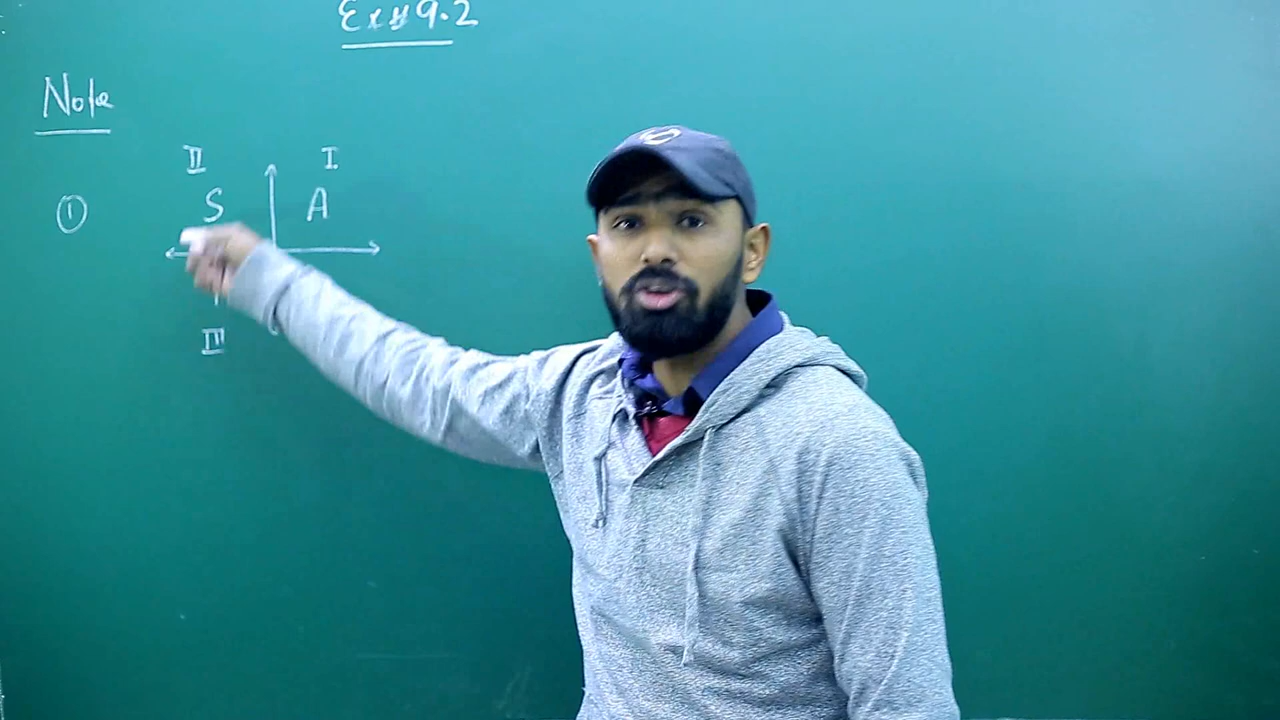 Ex # 9.2
Note
II I
① S A
III